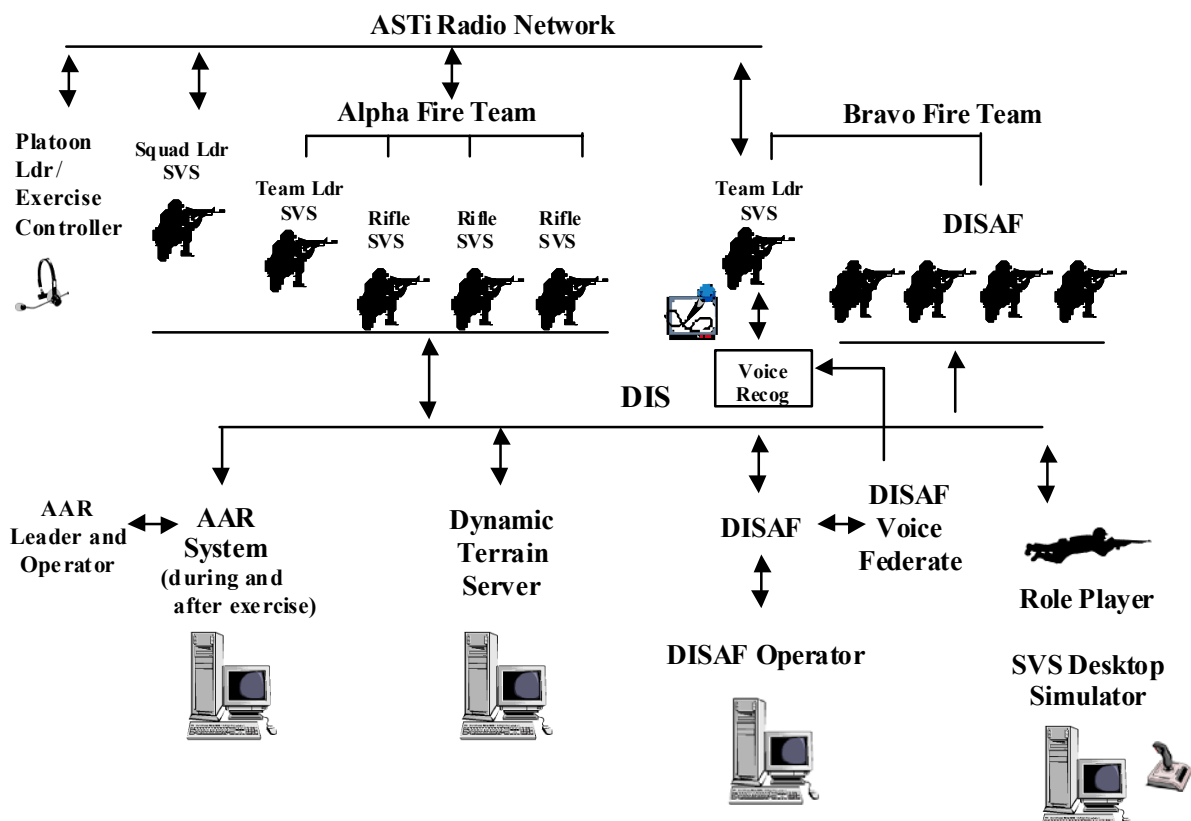 ASTi Radio Network
Platoon
Ldr/
Exercise
Controller
Squad Ldr
SVS
Alpha Fire Team
Team Ldr
SVS
Rifle
SVS
Rifle
SVS
Rifle
SVS
Bravo Fire Team
Team Ldr
SVS
DISAF
Voice
Recog
DIS
AAR
Leader and
Operator
AAR
System
(during and
after exercise)
Dynamic
Terrain
Server
DISAF
DISAF
Voice
Federate
DISAF Operator
Role Player
SVS Desktop
Simulator